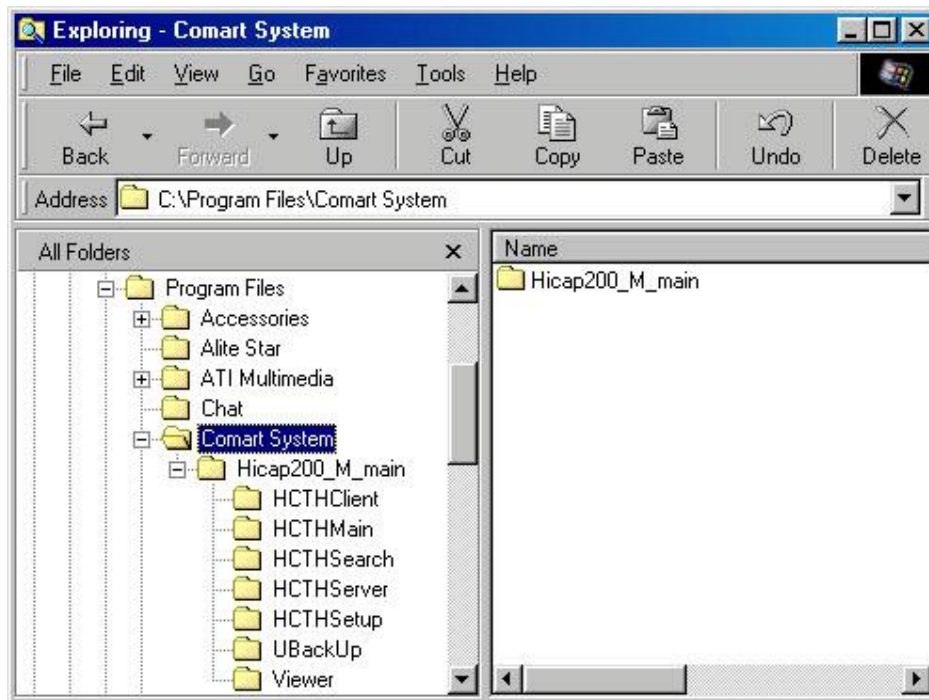 Exploring - Comart System
File Edit View Go Favorites Tools Help
Back Forward Up Cut Copy Paste Undo Delete
Address C:\Program Files\Comart System
All Folders
Name
Program Files
Accessories
Alite Star
ATI Multimedia
Chat
Comart System
Hicap200_M_main
HCTHClient
HCTHMain
HCTHSearch
HCTHServer
HCTHSetup
UBackUp
Viewer
Hicap200_M_main